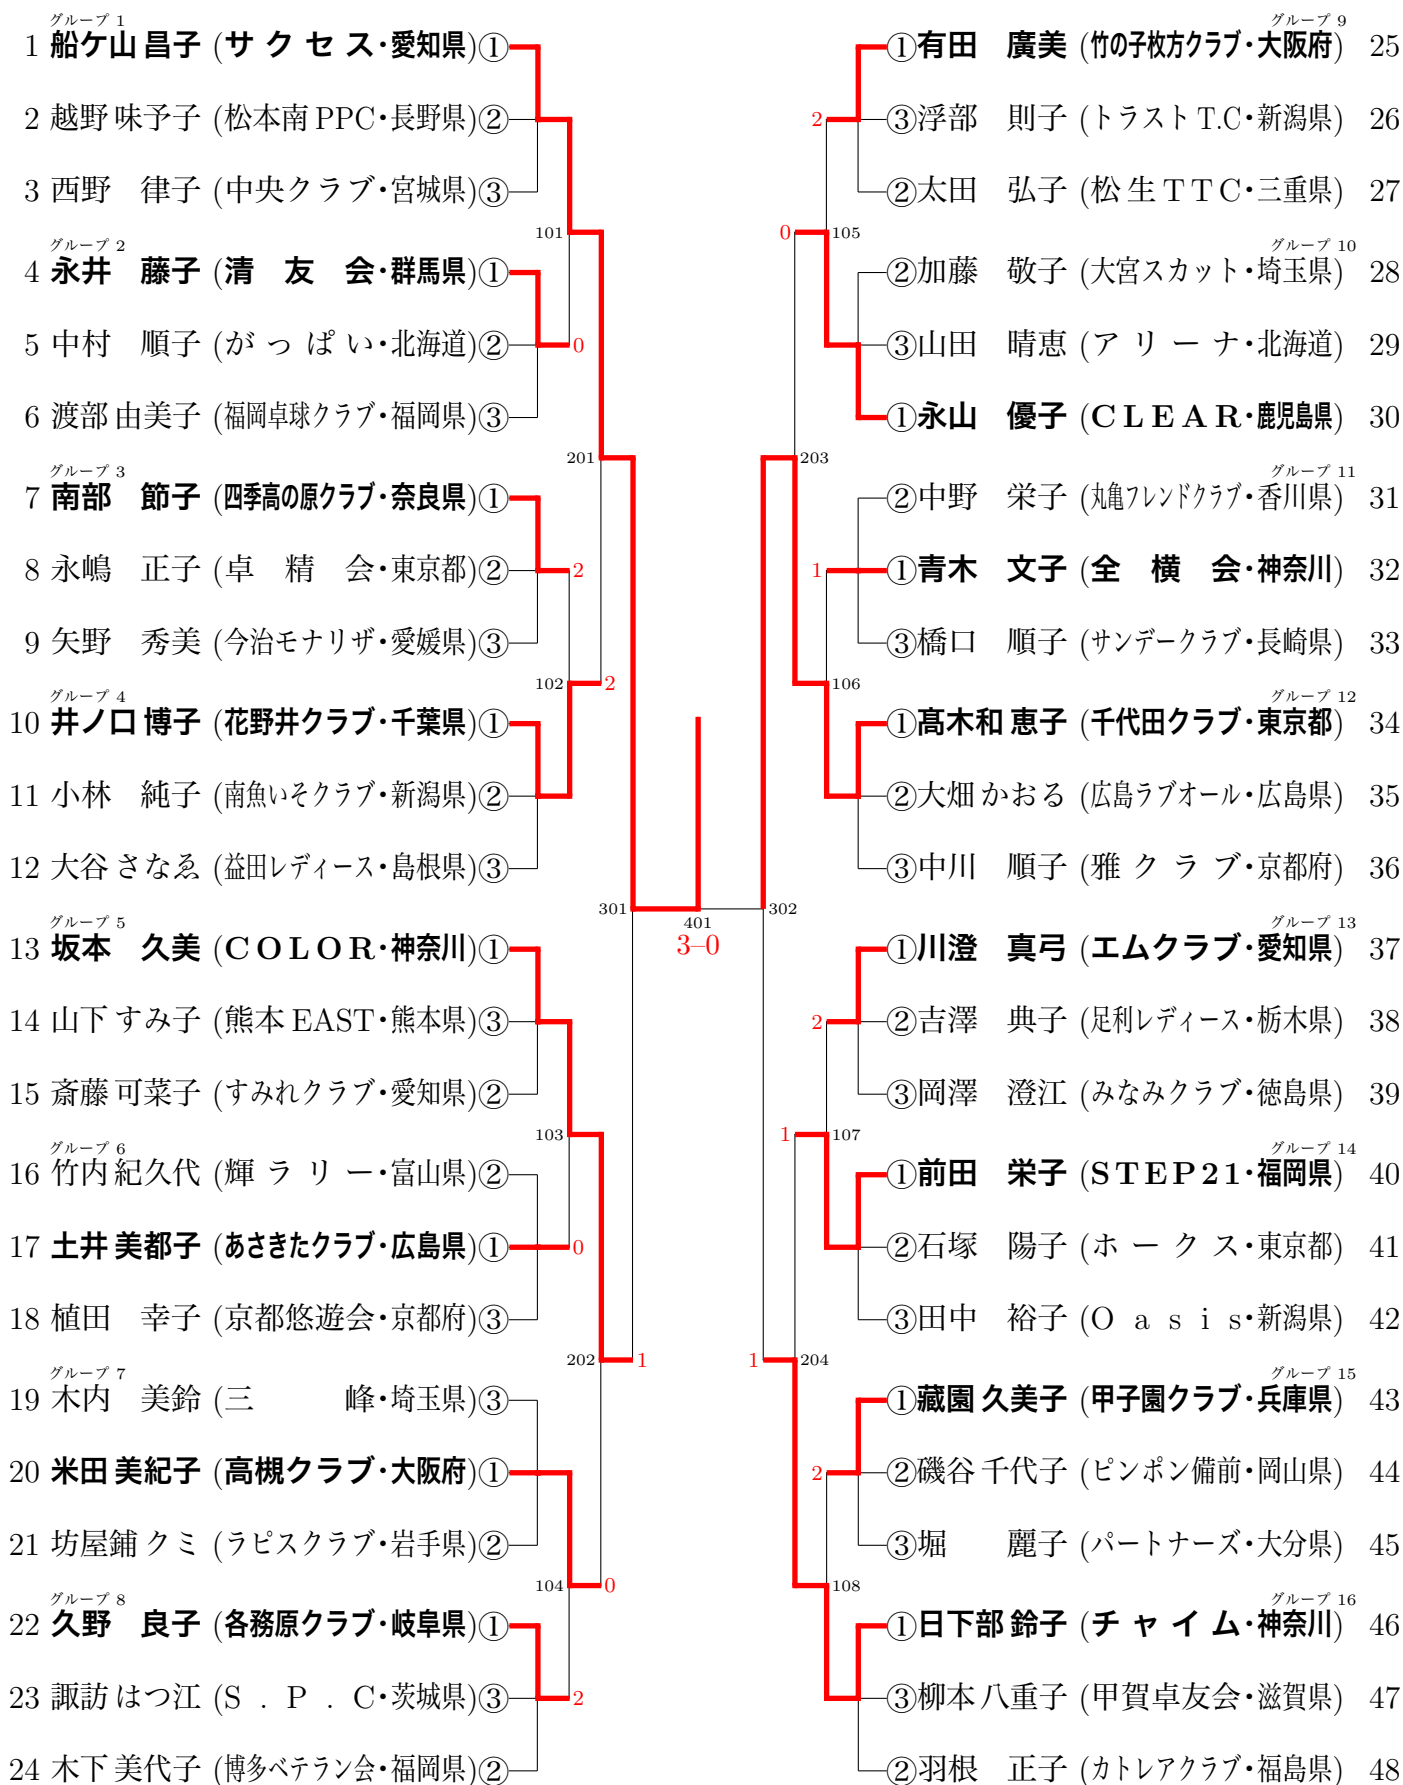 グループ 1
1 船ケ山 昌子 (サクセス・愛知県)①
2 越野 味予子 (松本南 PPC・長野県)②
3 西野 律子 (中央クラブ・宮城県)③
101
グループ 2
4 永井 藤子 (清友会・群馬県)①
5 中村 順子 (がっぱい・北海道)②
0
6 渡部 由美子 (福岡卓球クラブ・福岡県)③
201
グループ 3
7 南部 節子 (四季高の原クラブ・奈良県)①
8 永嶋 正子 (卓精会・東京都)②
2
9 矢野 秀美 (今治モナリザ・愛媛県)③
102
2
グループ 4
10 井ノ口 博子 (花野井クラブ・千葉県)①
11 小林 純子 (南魚いそクラブ・新潟県)②
12 大谷 さなゑ (益田レディース・島根県)③
301
グループ 5
13 坂本 久美 (COLOR・神奈川)①
14 山下 すみ子 (熊本 EAST・熊本県)③
15 斎藤 可菜子 (すみれクラブ・愛知県)②
103
グループ 6
16 竹内 紀久代 (輝ラリー・富山県)②
17 土井 美都子 (あさきたクラブ・広島県)①
0
18 植田 幸子 (京都悠遊会・京都府)③
202
1
グループ 7
19 木内 美鈴 (三峰・埼玉県)③
20 米田 美紀子 (高槻クラブ・大阪府)①
21 坊屋鋪 クミ (ラピスクラブ・岩手県)②
104
0
グループ 8
22 久野 良子 (各務原クラブ・岐阜県)①
23 諏訪 はつ江 (S.P.C・茨城県)③
2
24 木下 美代子 (博多ベテラン会・福岡県)②
401
3–0
グループ 9
①有田 廣美 (竹の子枚方クラブ・大阪府) 25
2
③浮部 則子 (トラスト T.C・新潟県) 26
②太田 弘子 (松生TTC・三重県) 27
0
105
グループ 10
②加藤 敬子 (大宮スカット・埼玉県) 28
③山田 晴恵 (アリーナ・北海道) 29
①永山 優子 (CLEAR・鹿児島県) 30
203
グループ 11
②中野 栄子 (丸亀フレンドクラブ・香川県) 31
1
①青木 文子 (全横会・神奈川) 32
③橋口 順子 (サンデークラブ・長崎県) 33
106
グループ 12
①髙木和 恵子 (千代田クラブ・東京都) 34
②大畑 かおる (広島ラブオール・広島県) 35
③中川 順子 (雅クラブ・京都府) 36
302
グループ 13
①川澄 真弓 (エムクラブ・愛知県) 37
2
②吉澤 典子 (足利レディース・栃木県) 38
③岡澤 澄江 (みなみクラブ・徳島県) 39
1
107
グループ 14
①前田 栄子 (STEP21・福岡県) 40
②石塚 陽子 (ホークス・東京都) 41
③田中 裕子 (Oasis・新潟県) 42
1
204
グループ 15
①藏園 久美子 (甲子園クラブ・兵庫県) 43
2
②磯谷 千代子 (ピンポン備前・岡山県) 44
③堀 麗子 (パートナーズ・大分県) 45
108
グループ 16
①日下部 鈴子 (チャイム・神奈川) 46
③柳本 八重子 (甲賀卓友会・滋賀県) 47
②羽根 正子 (カトレアクラブ・福島県) 48